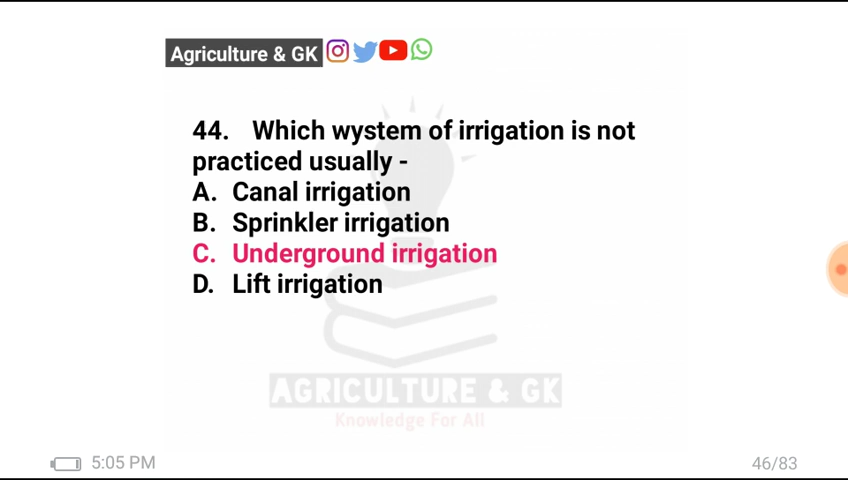 Agriculture & GK
44. Which wystem of irrigation is not
practiced usually -
A. Canal irrigation
B. Sprinkler irrigation
C. Underground irrigation
D. Lift irrigation
AGRICULTURE & GK
Knowledge For All
5:05 PM
46/83